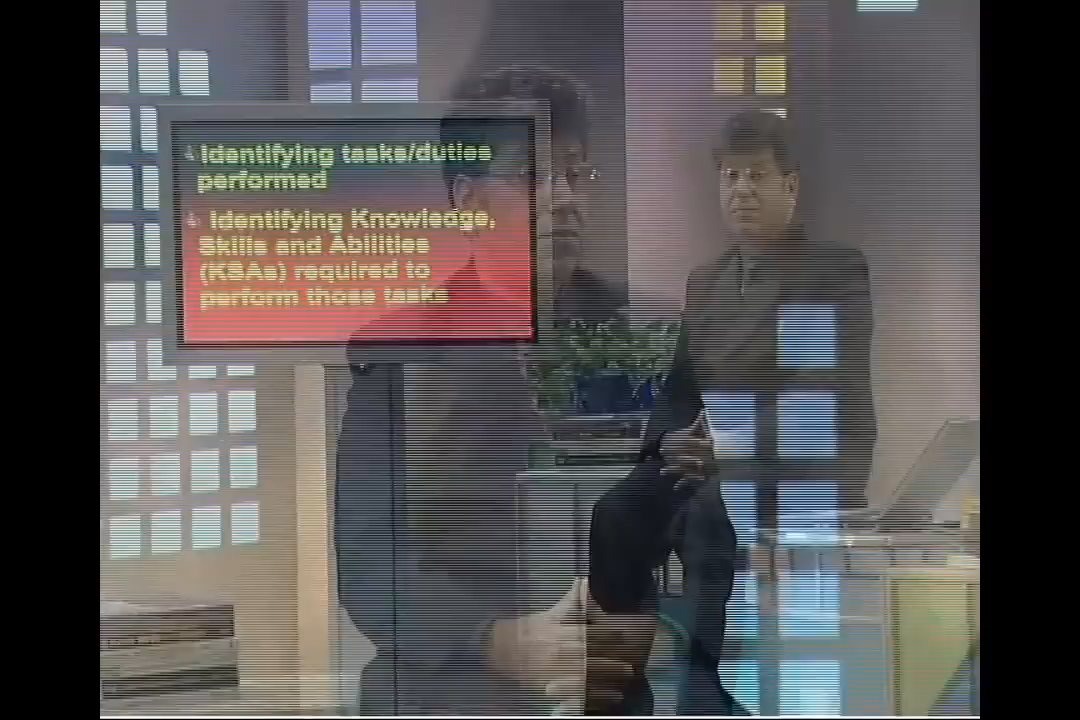 Identifying tasks/duties
performed
Identifying Knowledge,
Skills and Abilities
(KSAs) required to
perform those tasks